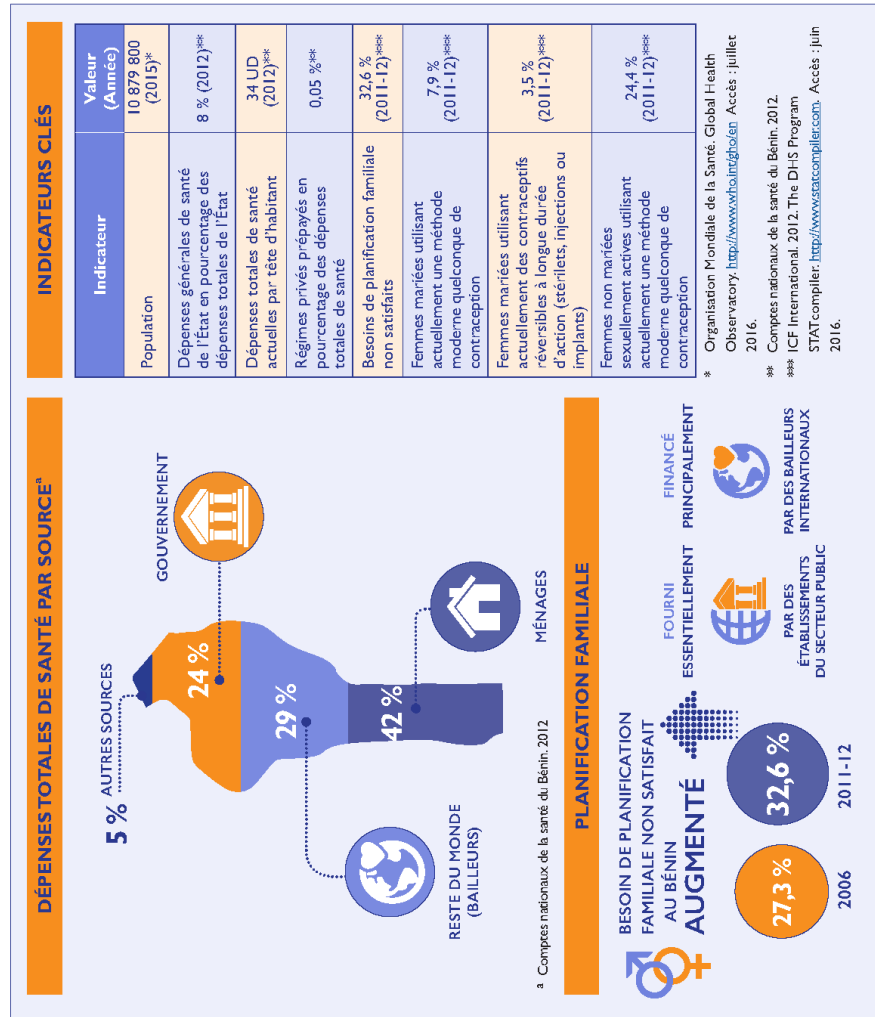 DÉPENSES TOTALES DE SANTÉ PAR SOURCEª
5 % AUTRES SOURCES
GOUVERNEMENT
24 %
29 %
42 %
RESTE DU MONDE
(BAILLEURS)
MÉNAGES
ª Comptes nationaux de la santé du Bénin. 2012
INDICATEURS CLÉS
Indicateur
Valeur
(Année)
Population
10 879 800
(2015)*
Dépenses générales de santé
de l’État en pourcentage des
dépenses totales de l’État
8 % (2012)**
Dépenses totales de santé
actuelles par tête d’habitant
34 UD
(2012)**
Régimes privés prépayés en
pourcentage des dépenses
totales de santé
0,05 %**
Besoins de planification familiale
non satisfaits
32,6 %
(2011-12)***
Femmes mariées utilisant
actuellement une méthode
moderne quelconque de
contraception
7,9 %
(2011-12)***
Femmes mariées utilisant
actuellement des contraceptifs
réversibles à longue durée
d’action (stérilets, injections ou
implants)
3,5 %
(2011-12)***
Femmes non mariées
sexuellement actives utilisant
actuellement une méthode
moderne quelconque de
contraception
24,4 %
(2011-12)***
* Organisation Mondiale de la Santé. Global Health
Observatory. http://www.who.int/gho/en Accès : juillet
2016.
** Comptes nationaux de la santé du Bénin. 2012.
*** ICF International. 2012. The DHS Program
STATcompiler. http://www.statcompiler.com. Accès : juin
2016.
PLANIFICATION FAMILIALE
BESOIN DE PLANIFICATION
FAMILIALE NON SATISFAIT
AU BÉNIN
AUGMENTÉ
27,3 %
32,6 %
2006
2011-12
FOURNI
ESSENTIELLEMENT
PAR DES
ÉTABLISSEMENTS
DU SECTEUR PUBLIC
FINANCÉ
PRINCIPALEMENT
PAR DES BAILLEURS
INTERNATIONAUX